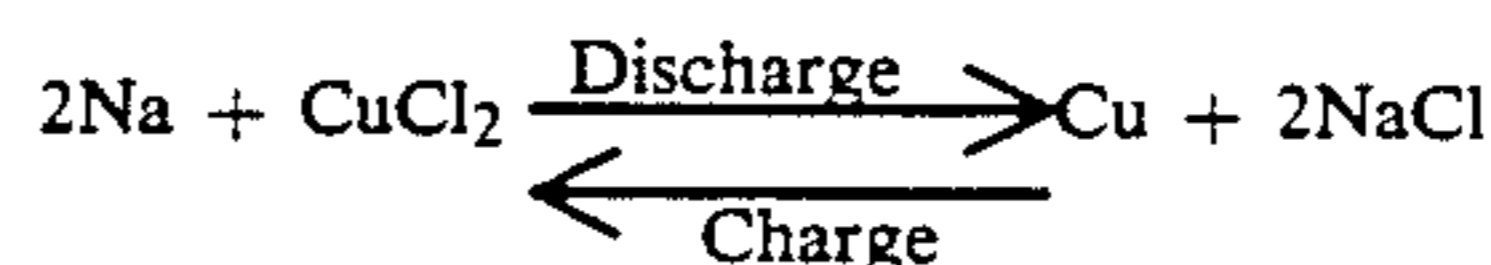 Discharge
2Na + CuCl₂ Cu + 2NaCl
Charge